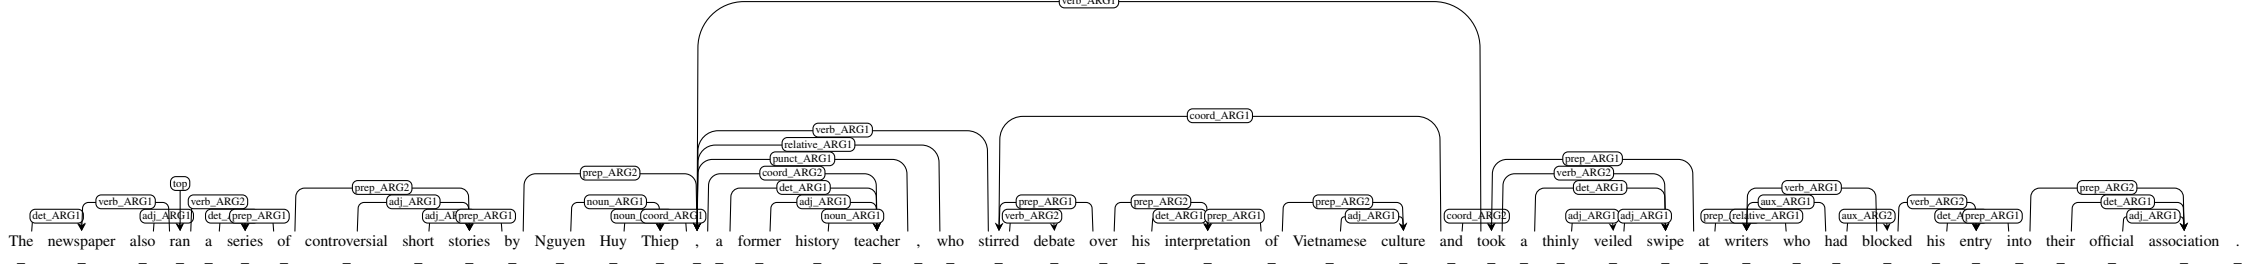 verb_ARG1
coord_ARG1
verb_ARG1
relative_ARG1
punct_ARG1 prep_ARG1
prep_ARG2 coord_ARG2 verb_ARG2
top prep_ARG2 det_ARG1 det_ARG1 verb_ARG1 prep_ARG2
verb_ARG1 verb_ARG2 adj_ARG1 noun_ARG1 adj_ARG1 prep_ARG1 prep_ARG2 prep_ARG2 aux_ARG1 verb_ARG2 det_ARG1
det_ARG1 adj_ARG1 prep_ARG1 prep_ARG1 coord_ARG1 noun_ARG1 verb_ARG2 det_ARG1 prep_ARG1 adj_ARG1 coord_ARG2 adj_ARG1 adj_ARG1 relative_ARG1 aux_ARG2 prep_ARG1 adj_ARG1
The newspaper also ran a series of controversial short stories by Nguyen Huy Thiep , a former history teacher , who stirred debate over his interpretation of Vietnamese culture and took a thinly veiled swipe at writers who had blocked his entry into their official association .
_ _ _ _ _ _ _ _ _ _ _ _ _ _ _ _ _ _ _ _ _ _ _ _ _ _ _ _ _ _ _ _ _ _ _ _ _ _ _ _ _ _ _ _ _ _